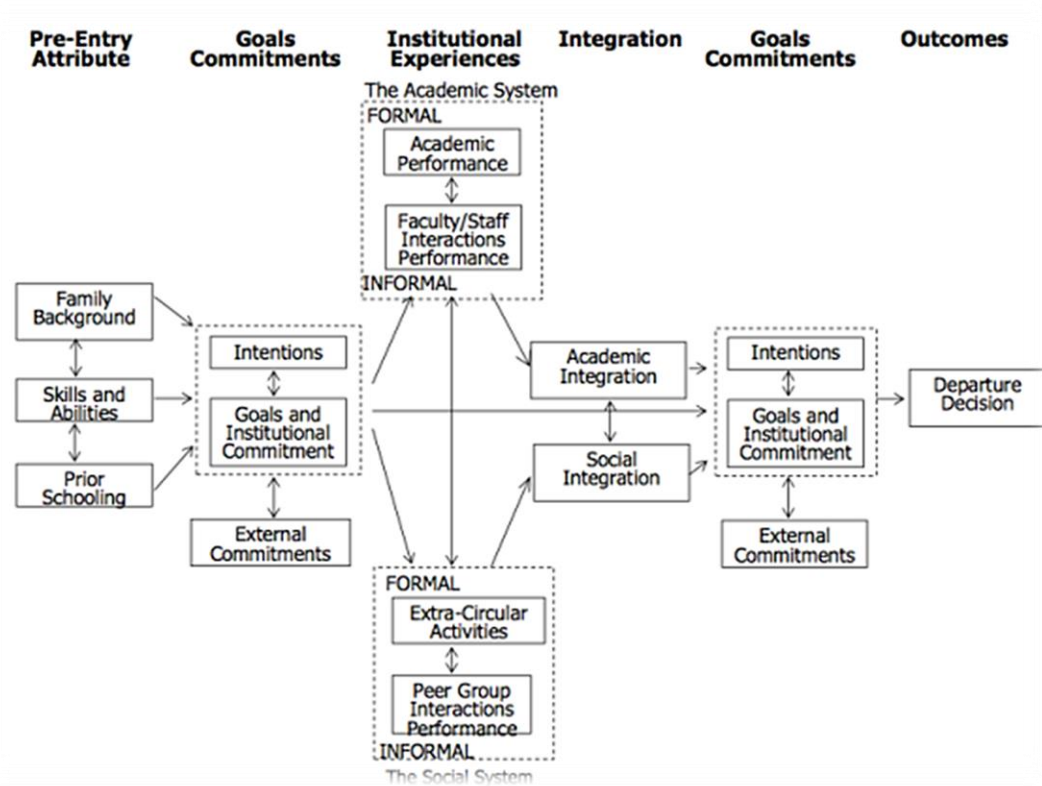 Pre-Entry
Attribute
Goals
Commitments
Institutional
Experiences
Integration
Goals
Commitments
Outcomes
The Academic System
FORMAL
Academic
Performance
Faculty/Staff
Interactions
Performance
INFORMAL
Family
Background
Skills and
Abilities
Prior
Schooling
Intentions
Goals and
Institutional
Commitment
External
Commitments
Academic
Integration
Social
Integration
Intentions
Goals and
Institutional
Commitment
External
Commitments
Departure
Decision
FORMAL
Extra-Circular
Activities
Peer Group
Interactions
Performance
INFORMAL
The Social System